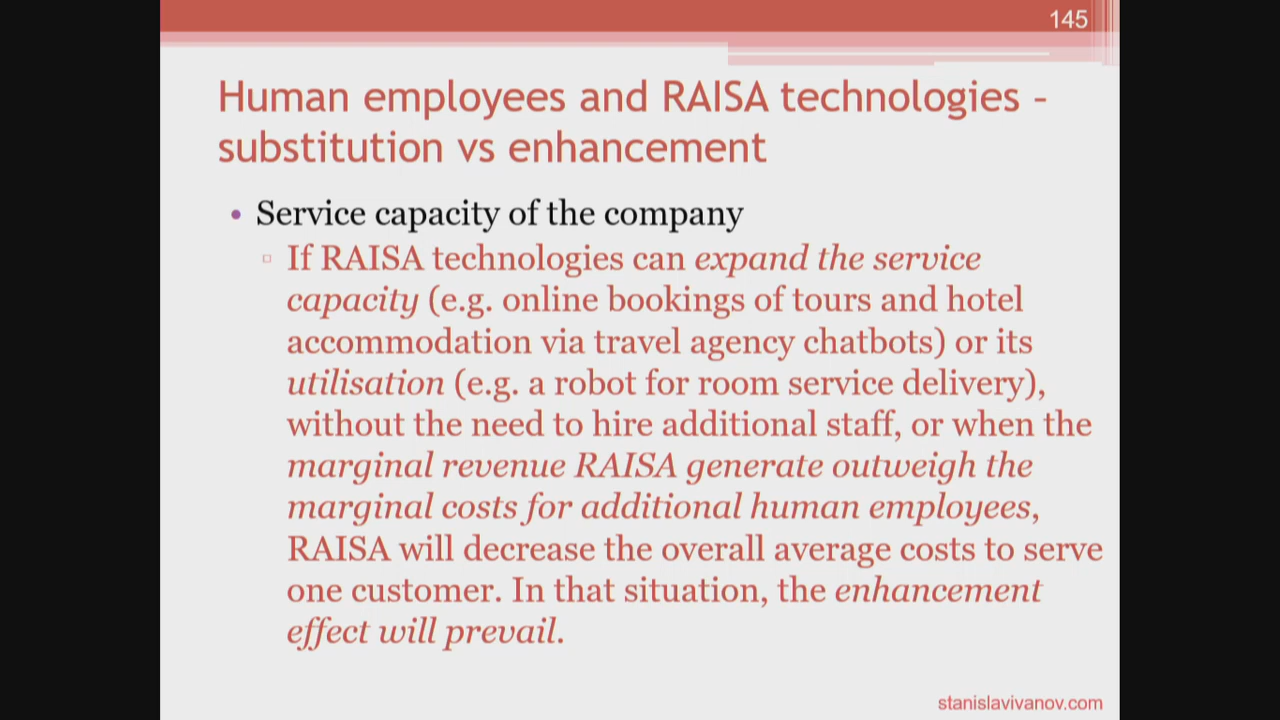 145
Human employees and RAISA technologies –
substitution vs enhancement
• Service capacity of the company
▫ If RAISA technologies can expand the service
capacity (e.g. online bookings of tours and hotel
accommodation via travel agency chatbots) or its
utilisation (e.g. a robot for room service delivery),
without the need to hire additional staff, or when the
marginal revenue RAISA generate outweigh the
marginal costs for additional human employees,
RAISA will decrease the overall average costs to serve
one customer. In that situation, the enhancement
effect will prevail.
stanislavivanov.com